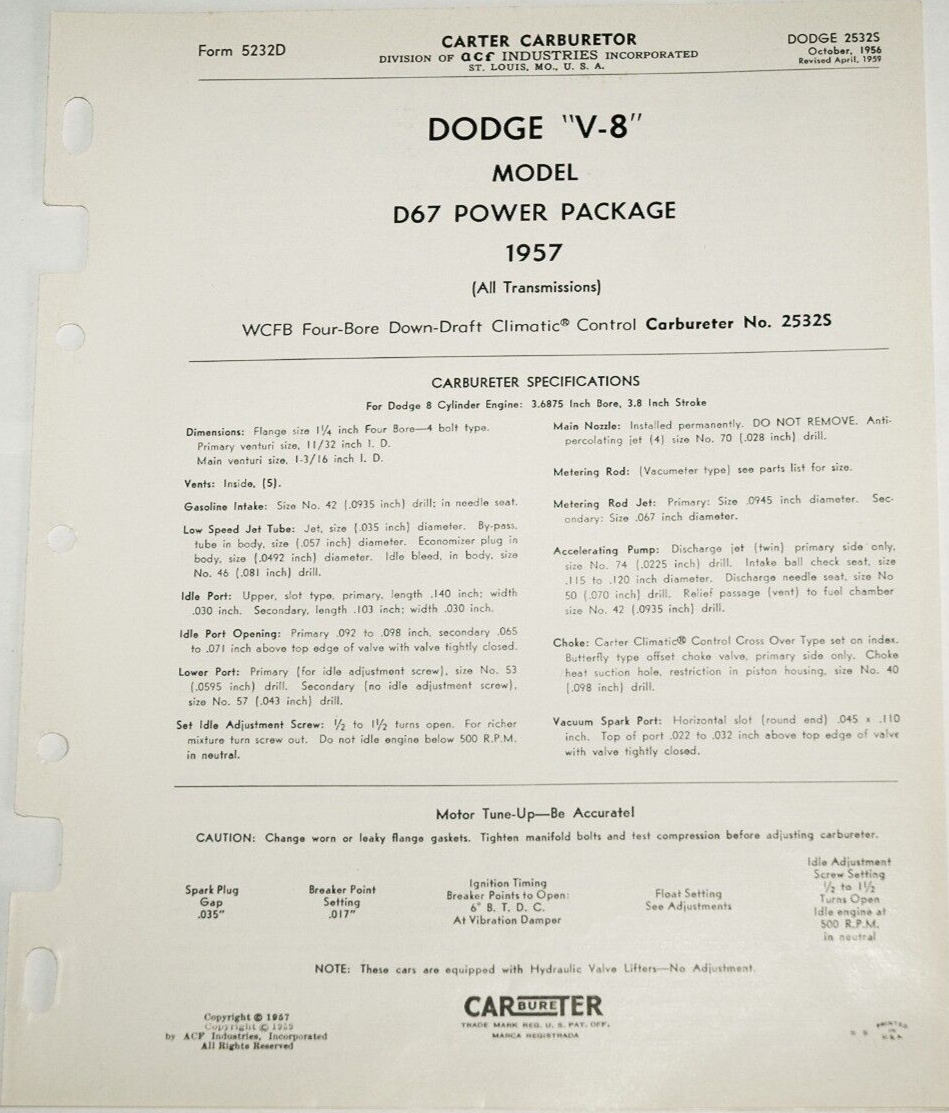 Form 5232D
CARTER CARBURETOR
DIVISION OF acf INDUSTRIES INCORPORATED
ST. LOUIS, MO., U. S. A.
DODGE 2532S
October, 1956
Revised April, 1959
DODGE "V-8"
MODEL
D67 POWER PACKAGE
1957
(All Transmissions)
WCFB Four-Bore Down-Draft Climatic® Control Carbureter No. 2532S
CARBURETER SPECIFICATIONS
For Dodge 8 Cylinder Engine: 3.6875 Inch Bore, 3.8 Inch Stroke
Dimensions: Flange size 1¼ inch Four Bore—4 bolt type.
Primary venturi size, 11/32 inch I. D.
Main venturi size, 1-3/16 inch I. D.
Vents: Inside, (5).
Gasoline Intake: Size No. 42 (.0935 inch) drill; in needle seat.
Low Speed Jet Tube: Jet, size (.035 inch) diameter. By-pass,
tube in body, size (.057 inch) diameter. Economizer plug in
body, size (.0492 inch) diameter. Idle bleed, in body, size
No. 46 (.081 inch) drill.
Idle Port: Upper, slot type, primary, length .140 inch; width
.030 inch. Secondary, length .103 inch; width .030 inch.
Idle Port Opening: Primary .092 to .098 inch, secondary .065
to .071 inch above top edge of valve with valve tightly closed.
Lower Port: Primary (for idle adjustment screw), size No. 53
(.0595 inch) drill. Secondary (no idle adjustment screw),
size No. 57 (.043 inch) drill.
Set Idle Adjustment Screw: ½ to 1½ turns open. For richer
mixture turn screw out. Do not idle engine below 500 R.P.M.
in neutral.
Main Nozzle: Installed permanently. DO NOT REMOVE. Anti-
percolating jet (4) size No. 70 (.028 inch) drill.
Metering Rod: (Vacumeter type) see parts list for size.
Metering Rod Jet: Primary: Size .0945 inch diameter. Sec-
ondary: Size .067 inch diameter.
Accelerating Pump: Discharge jet (twin) primary side only,
size No. 74 (.0225 inch) drill. Intake ball check seat, size
.115 to .120 inch diameter. Discharge needle seat, size No
50 (.070 inch) drill. Relief passage (vent) to fuel chamber
size No. 42 (.0935 inch) drill.
Choke: Carter Climatic® Control Cross Over Type set on index.
Butterfly type offset choke valve, primary side only. Choke
heat suction hole, restriction in piston housing, size No. 40
(.098 inch) drill.
Vacuum Spark Port: Horizontal slot (round end) .045 x .110
inch. Top of port .022 to .032 inch above top edge of valve
with valve tightly closed.
Motor Tune-Up—Be Accurate!
CAUTION: Change worn or leaky flange gaskets. Tighten manifold bolts and test compression before adjusting carbureter.
Spark Plug
Gap
.035"
Breaker Point
Setting
.017"
Ignition Timing
Breaker Points to Open:
6° B. T. D. C.
At Vibration Damper
Float Setting
See Adjustments
Idle Adjustment
Screw Setting
½ to 1½
Turns Open
Idle engine at
500 R.P.M.
in neutral
NOTE: These cars are equipped with Hydraulic Valve Lifters—No Adjustment.
Copyright © 1957
Copyright © 1959
by ACF Industries, Incorporated
All Rights Reserved
CARBURETER
TRADE MARK REG. U. S. PAT. OFF.
MARCA REGISTRADA
PRINTED
IN